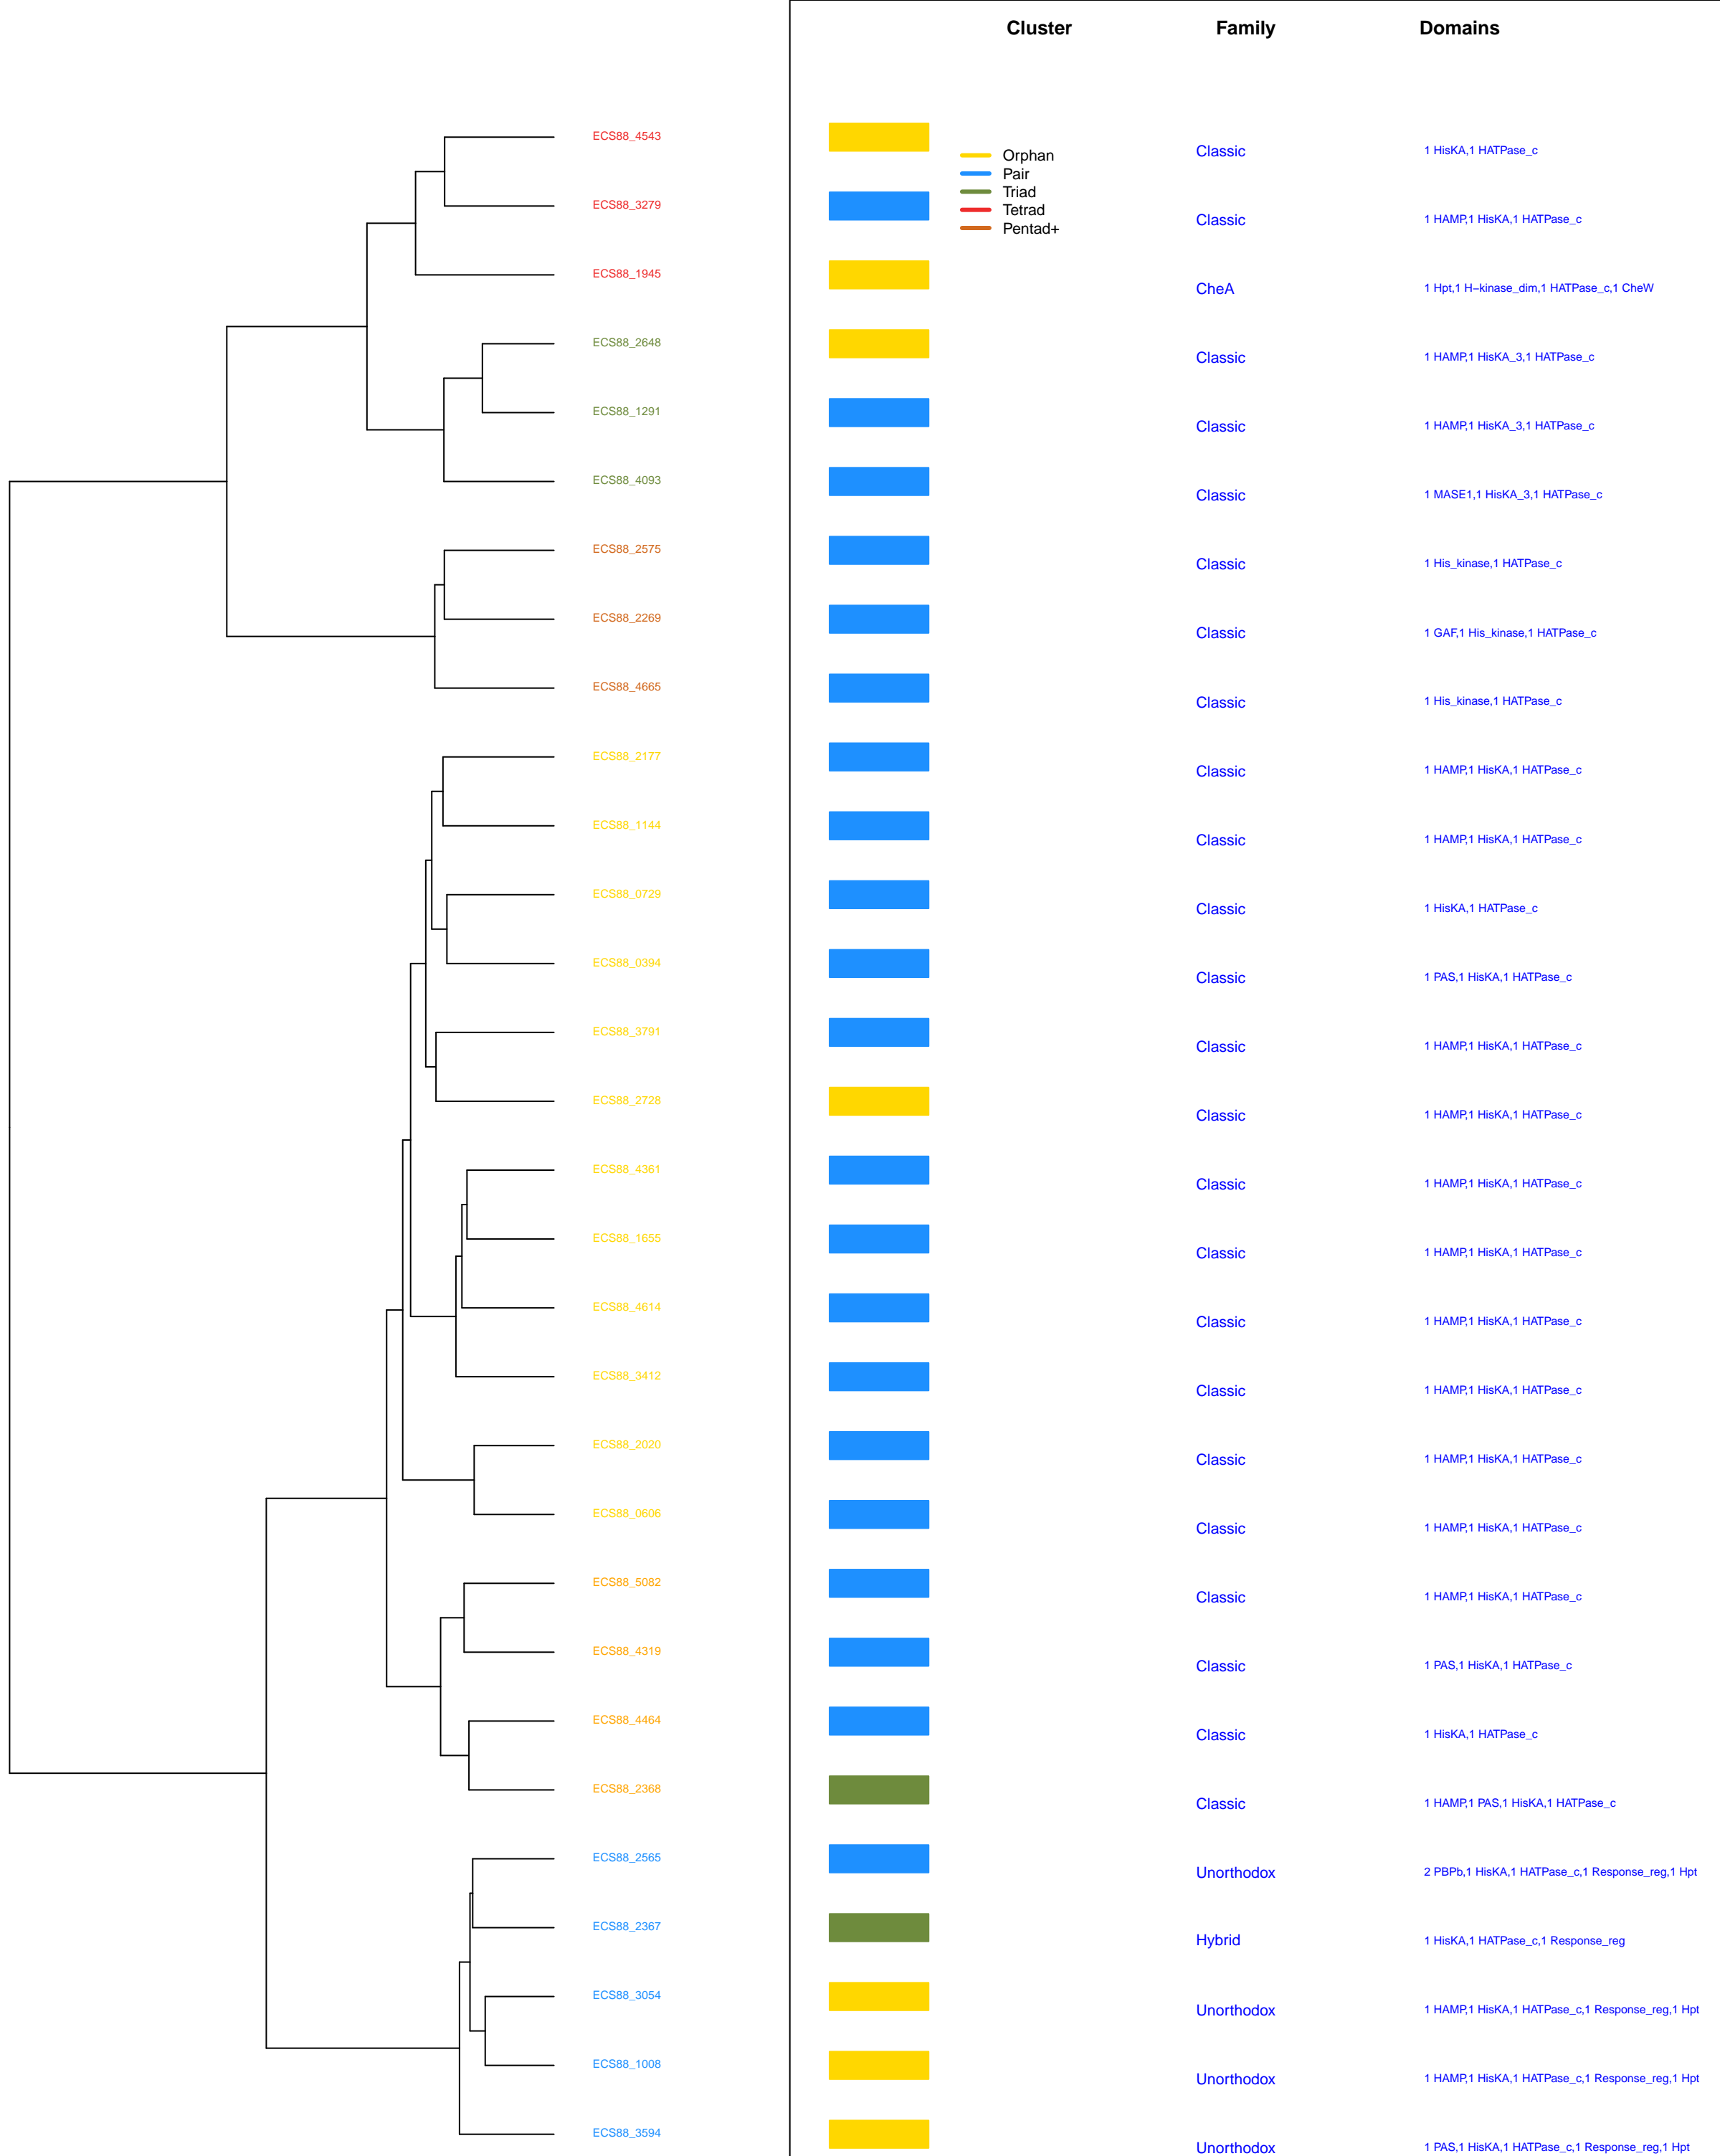 Cluster Family Domains
ECS88_4543 Classic 1 HisKA,1 HATPase_c
Orphan
Pair
Triad
Tetrad
Pentad+
ECS88_3279 Classic 1 HAMP,1 HisKA,1 HATPase_c
ECS88_1945 CheA 1 Hpt,1 H−kinase_dim,1 HATPase_c,1 CheW
ECS88_2648 Classic 1 HAMP,1 HisKA_3,1 HATPase_c
ECS88_1291 Classic 1 HAMP,1 HisKA_3,1 HATPase_c
ECS88_4093 Classic 1 MASE1,1 HisKA_3,1 HATPase_c
ECS88_2575 Classic 1 His_kinase,1 HATPase_c
ECS88_2269 Classic 1 GAF,1 His_kinase,1 HATPase_c
ECS88_4665 Classic 1 His_kinase,1 HATPase_c
ECS88_2177 Classic 1 HAMP,1 HisKA,1 HATPase_c
ECS88_1144 Classic 1 HAMP,1 HisKA,1 HATPase_c
ECS88_0729 Classic 1 HisKA,1 HATPase_c
ECS88_0394 Classic 1 PAS,1 HisKA,1 HATPase_c
ECS88_3791 Classic 1 HAMP,1 HisKA,1 HATPase_c
ECS88_2728 Classic 1 HAMP,1 HisKA,1 HATPase_c
ECS88_4361 Classic 1 HAMP,1 HisKA,1 HATPase_c
ECS88_1655 Classic 1 HAMP,1 HisKA,1 HATPase_c
ECS88_4614 Classic 1 HAMP,1 HisKA,1 HATPase_c
ECS88_3412 Classic 1 HAMP,1 HisKA,1 HATPase_c
ECS88_2020 Classic 1 HAMP,1 HisKA,1 HATPase_c
ECS88_0606 Classic 1 HAMP,1 HisKA,1 HATPase_c
ECS88_5082 Classic 1 HAMP,1 HisKA,1 HATPase_c
ECS88_4319 Classic 1 PAS,1 HisKA,1 HATPase_c
ECS88_4464 Classic 1 HisKA,1 HATPase_c
ECS88_2368 Classic 1 HAMP,1 PAS,1 HisKA,1 HATPase_c
ECS88_2565 Unorthodox 2 PBPb,1 HisKA,1 HATPase_c,1 Response_reg,1 Hpt
ECS88_2367 Hybrid 1 HisKA,1 HATPase_c,1 Response_reg
ECS88_3054 Unorthodox 1 HAMP,1 HisKA,1 HATPase_c,1 Response_reg,1 Hpt
ECS88_1008 Unorthodox 1 HAMP,1 HisKA,1 HATPase_c,1 Response_reg,1 Hpt
ECS88_3594 Unorthodox 1 PAS,1 HisKA,1 HATPase_c,1 Response_reg,1 Hpt